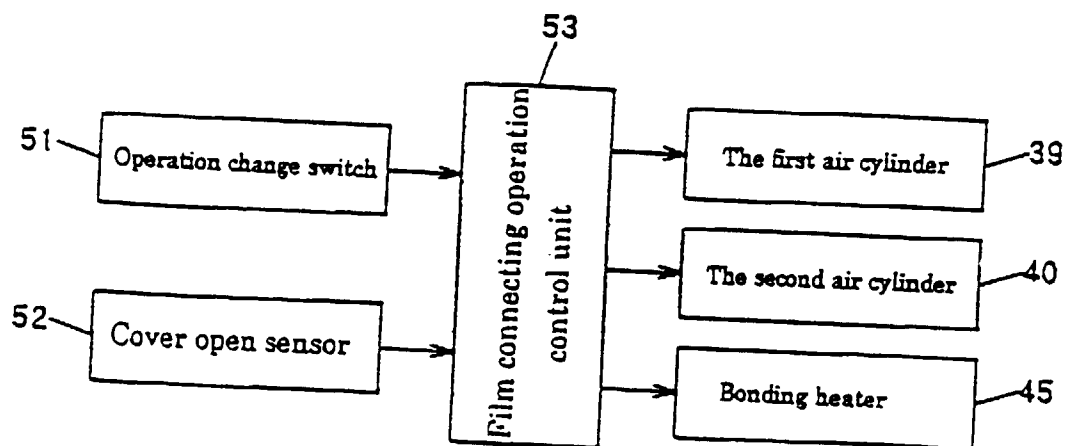 53
51
Operation change switch
52
Cover open sensor
Film connecting operation
control unit
The first air cylinder
39
The second air cylinder
40
Bonding heater
45